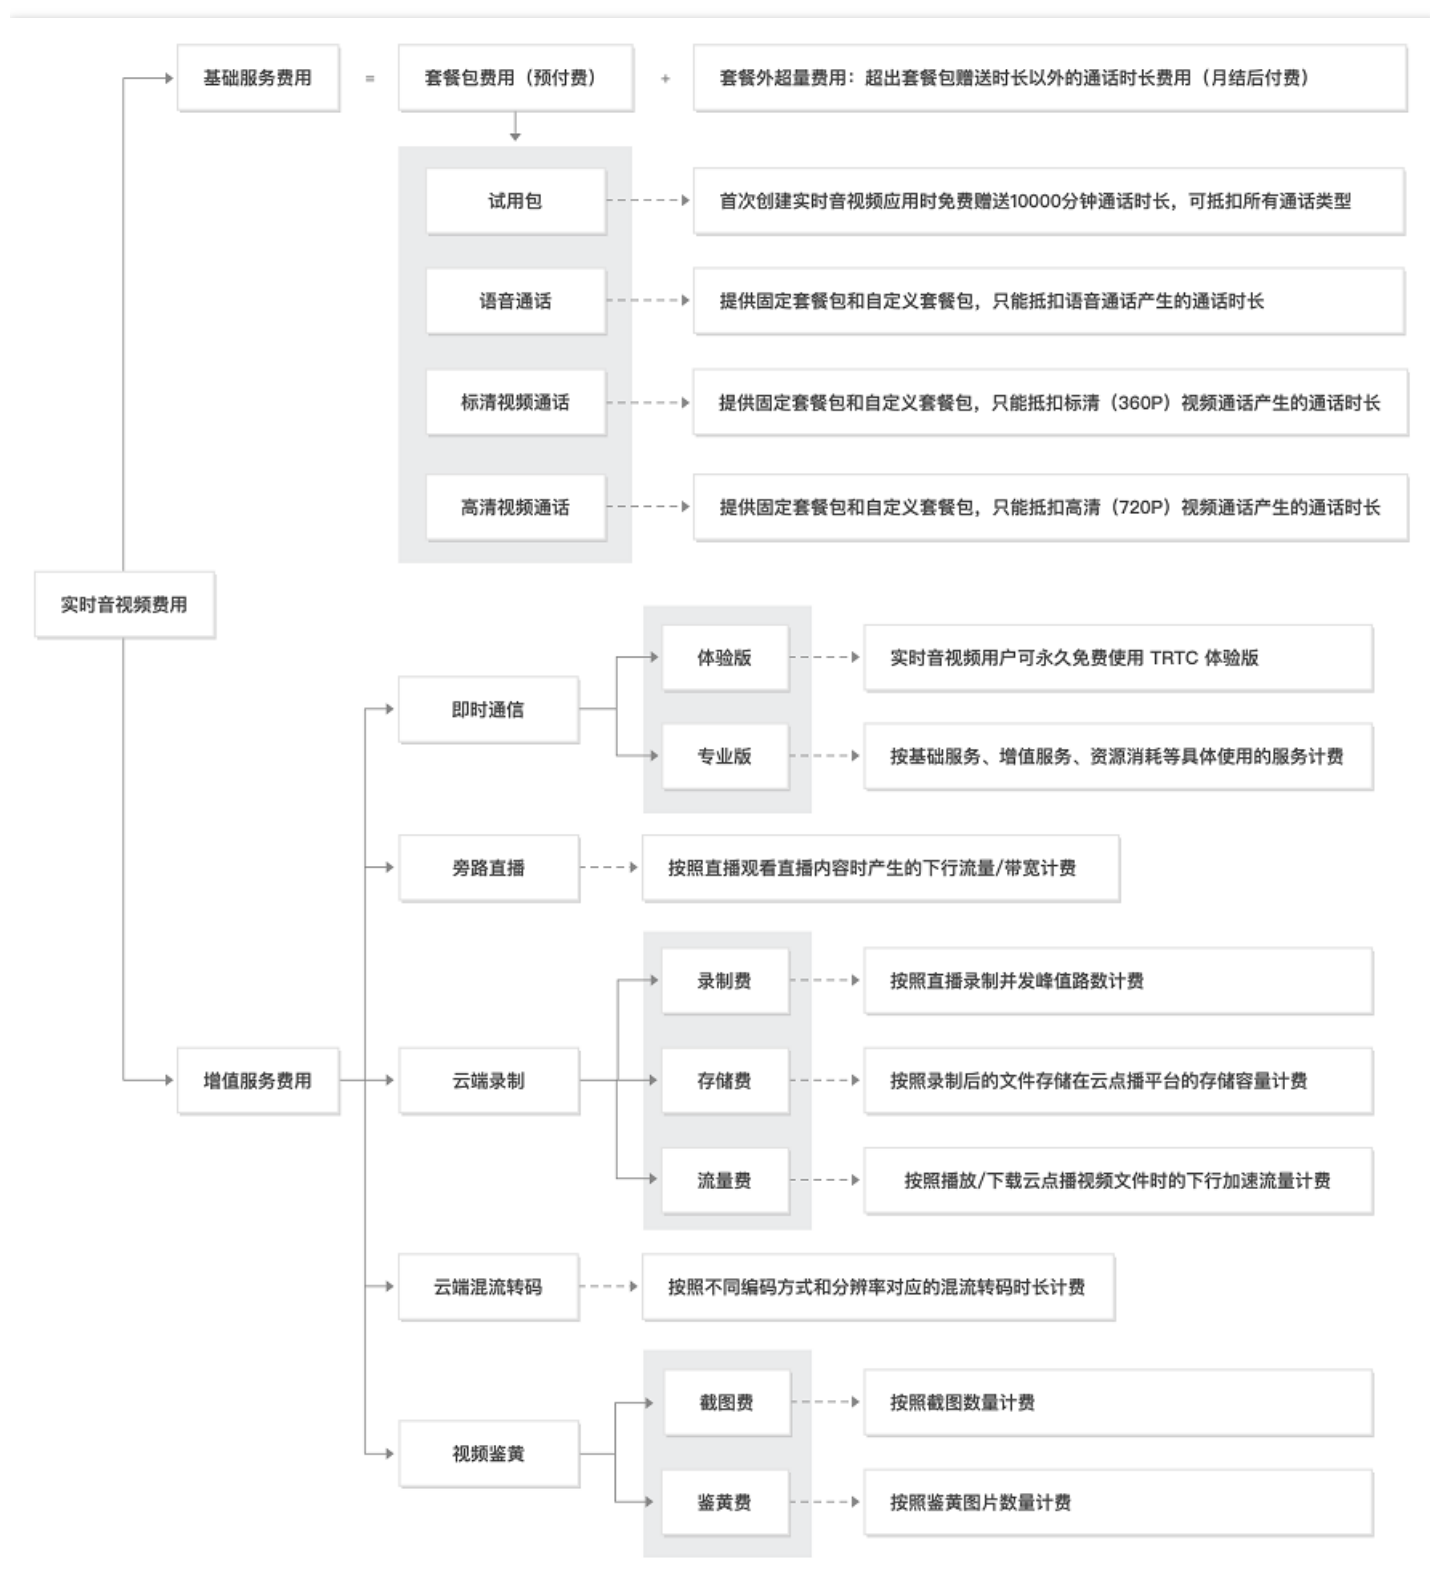 基础服务费用
=
套餐包费用（预付费）
+
套餐外超量费用：超出套餐包赠送时长以外的通话时长费用（月结后付费）
试用包
首次创建实时音视频应用时免费赠送10000分钟通话时长，可抵扣所有通话类型
语音通话
提供固定套餐包和自定义套餐包，只能抵扣语音通话产生的通话时长
标清视频通话
提供固定套餐包和自定义套餐包，只能抵扣标清（360P）视频通话产生的通话时长
高清视频通话
提供固定套餐包和自定义套餐包，只能抵扣高清（720P）视频通话产生的通话时长
实时音视频费用
即时通信
体验版
实时音视频用户可永久免费使用 TRTC 体验版
专业版
按基础服务、增值服务、资源消耗等具体使用的服务计费
旁路直播
按照直播观看直播内容时产生的下行流量/带宽计费
增值服务费用
云端录制
录制费
按照直播录制并发峰值路数计费
存储费
按照录制后的文件存储在云点播平台的存储容量计费
流量费
按照播放/下载云点播视频文件时的下行加速流量计费
云端混流转码
按照不同编码方式和分辨率对应的混流转码时长计费
视频鉴黄
截图费
按照截图数量计费
鉴黄费
按照鉴黄图片数量计费